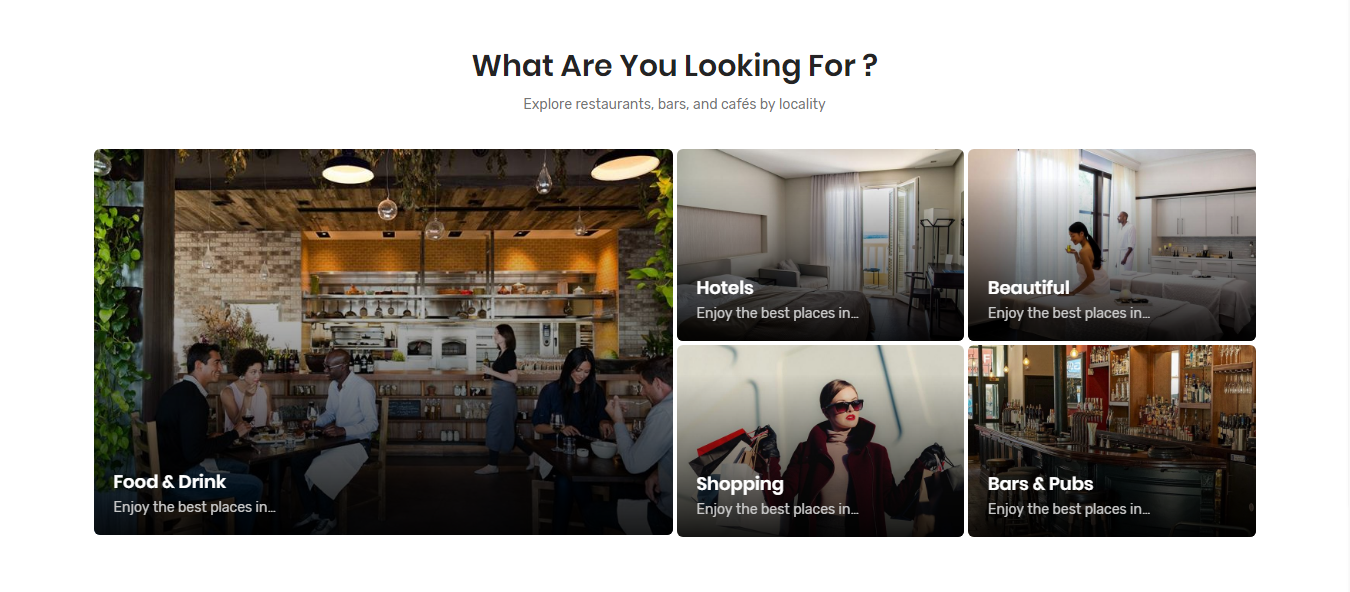 What Are You Looking For ?
Explore restaurants, bars, and cafés by locality
Food & Drink
Enjoy the best places in...
Hotels
Enjoy the best places in...
Beautiful
Enjoy the best places in...
Shopping
Enjoy the best places in...
Bars & Pubs
Enjoy the best places in...